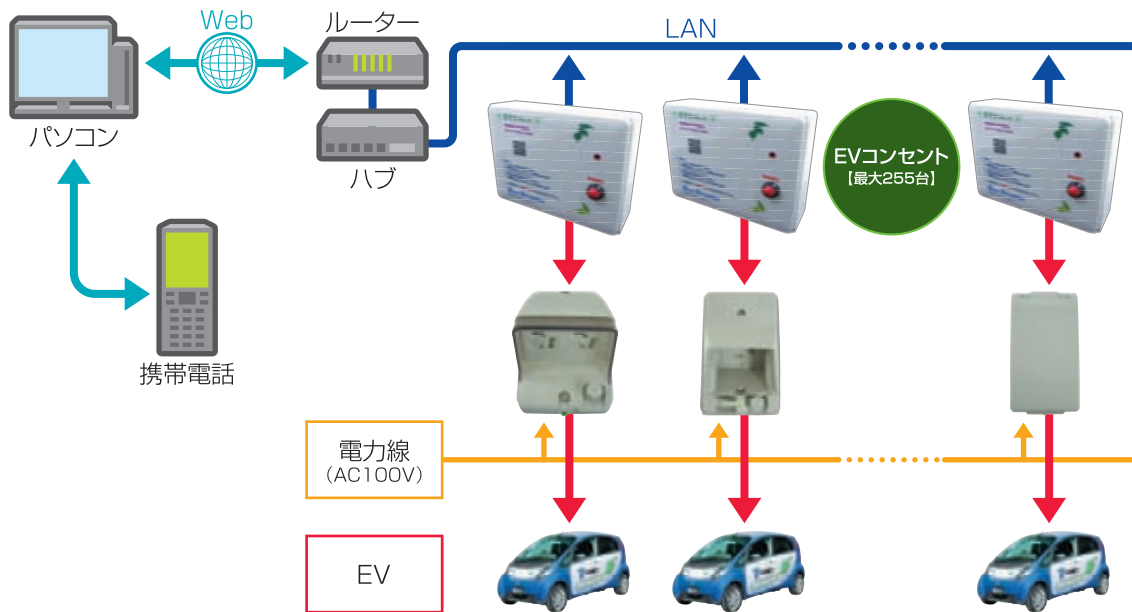 Web
ルーター
LAN
パソコン
ハブ
EVコンセント
【最大255台】
携帯電話
電力線
（AC100V）
EV